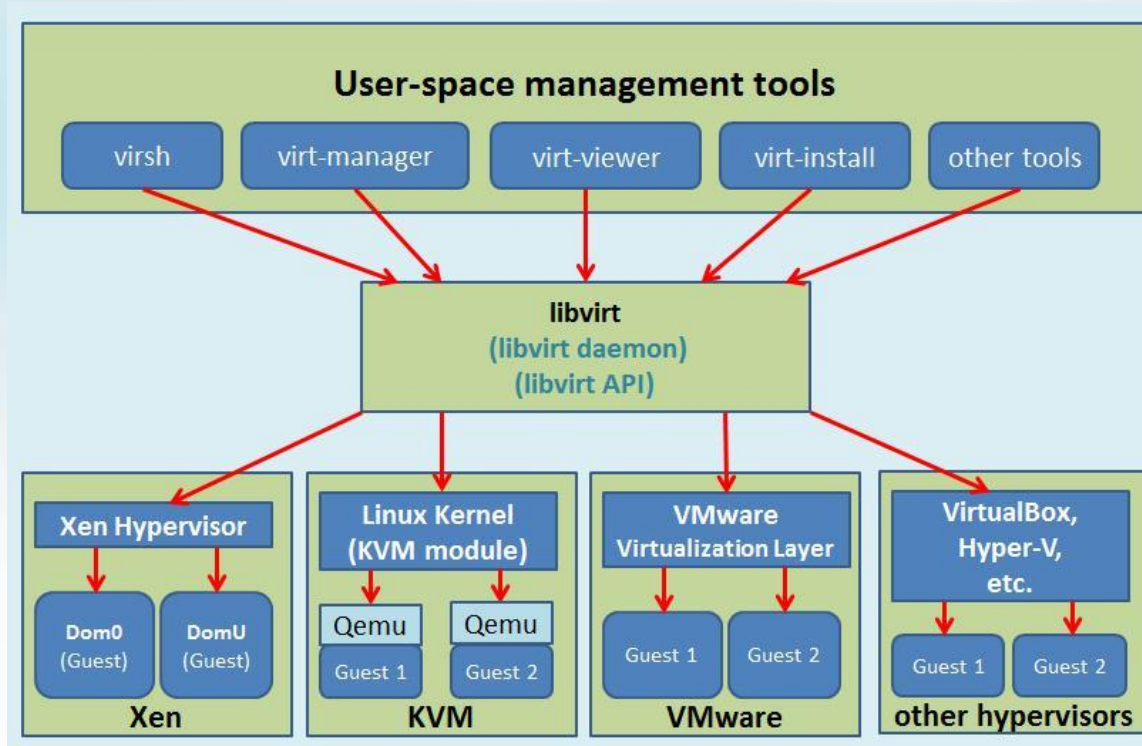 User-space management tools
virsh
virt-manager
virt-viewer
virt-install
other tools
libvirt
(libvirt daemon)
(libvirt API)
Xen Hypervisor
Dom0
(Guest)
DomU
(Guest)
Xen
Linux Kernel
(KVM module)
Qemu
Guest 1
Qemu
Guest 2
KVM
VMware
Virtualization Layer
Guest 1
Guest 2
VMware
VirtualBox,
Hyper-V,
etc.
Guest 1
Guest 2
other hypervisors